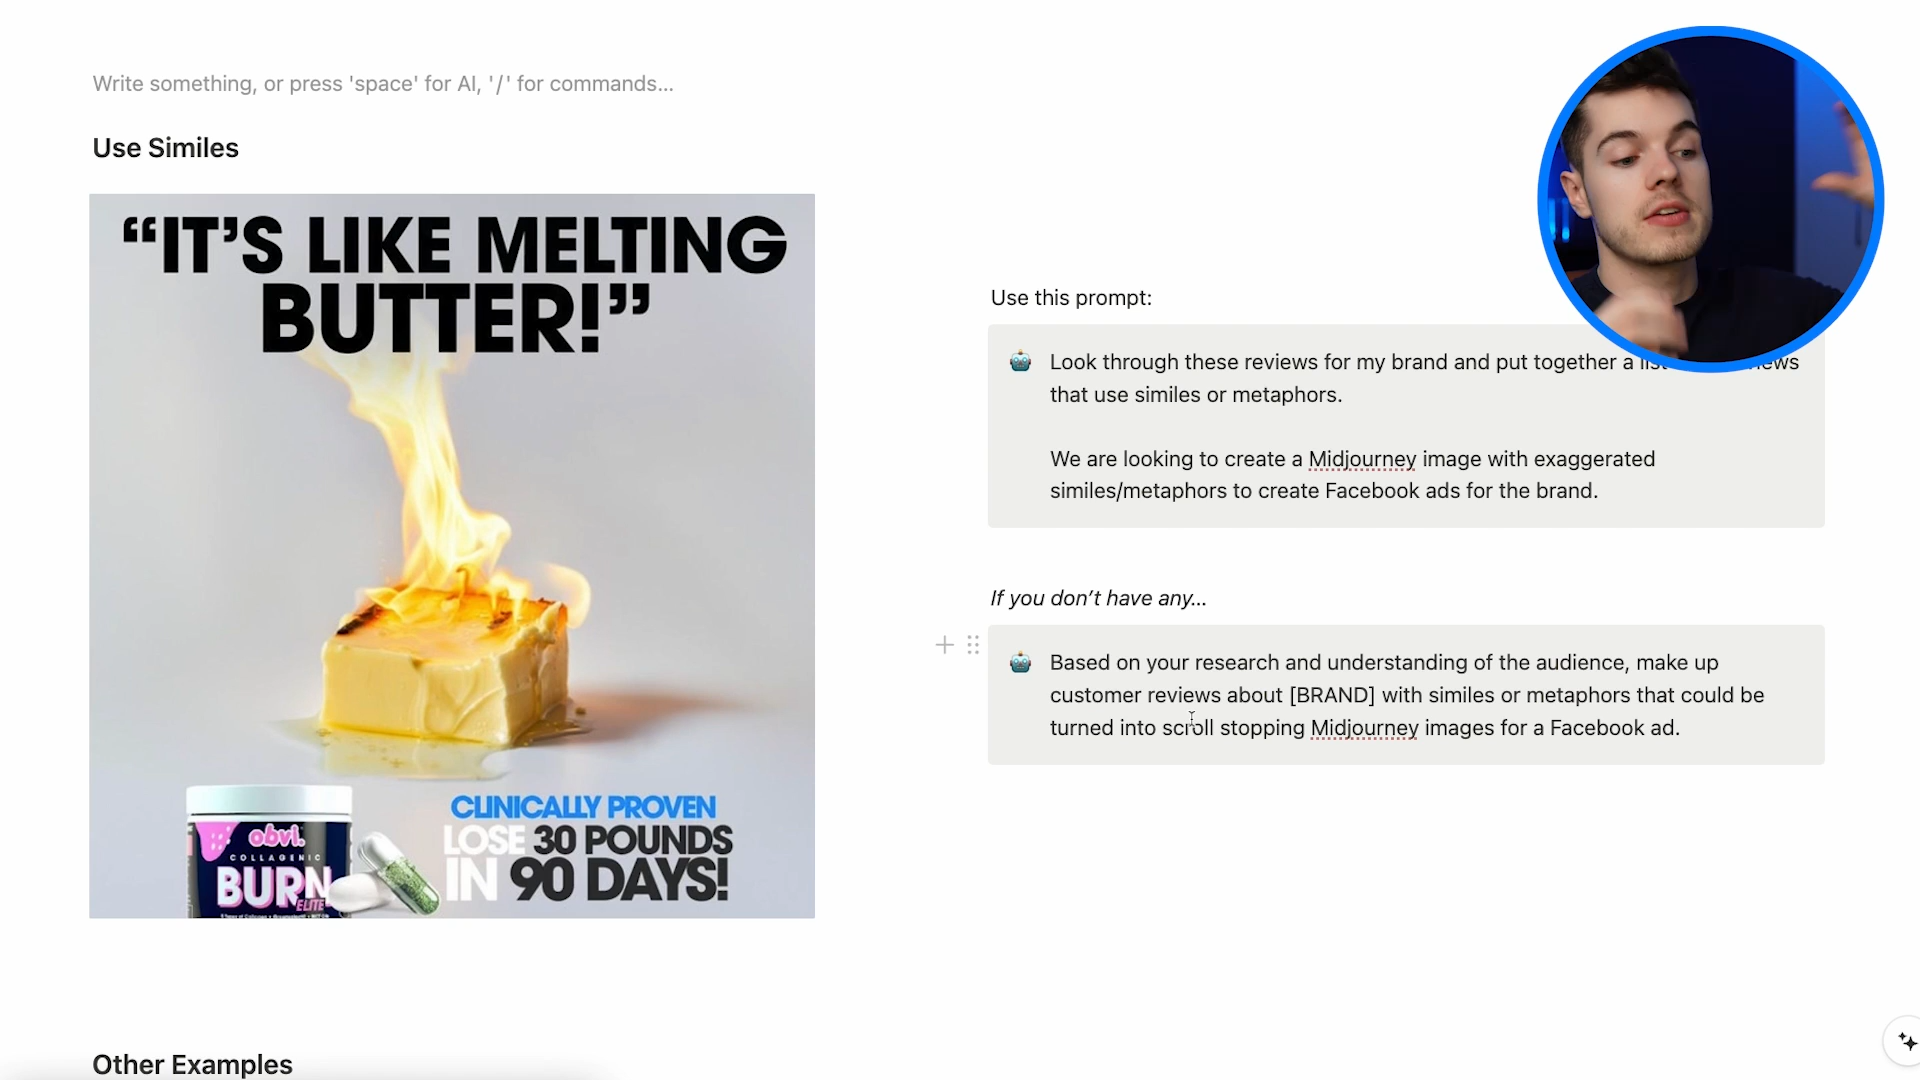 Write something, or press 'space' for AI, '/' for commands...
Use Similes
“IT’S LIKE MELTING
BUTTER!”
obvi.
COLLAGENIC
BURN
ELITE
CLINICALLY PROVEN
LOSE 30 POUNDS
IN 90 DAYS!
Use this prompt:
Look through these reviews for my brand and put together a
that use similes or metaphors.
We are looking to create a Midjourney image with exaggerated
similes/metaphors to create Facebook ads for the brand.
If you don’t have any...
Based on your research and understanding of the audience, make up
customer reviews about [BRAND] with similes or metaphors that could be
turned into scroll stopping Midjourney images for a Facebook ad.
Other Examples